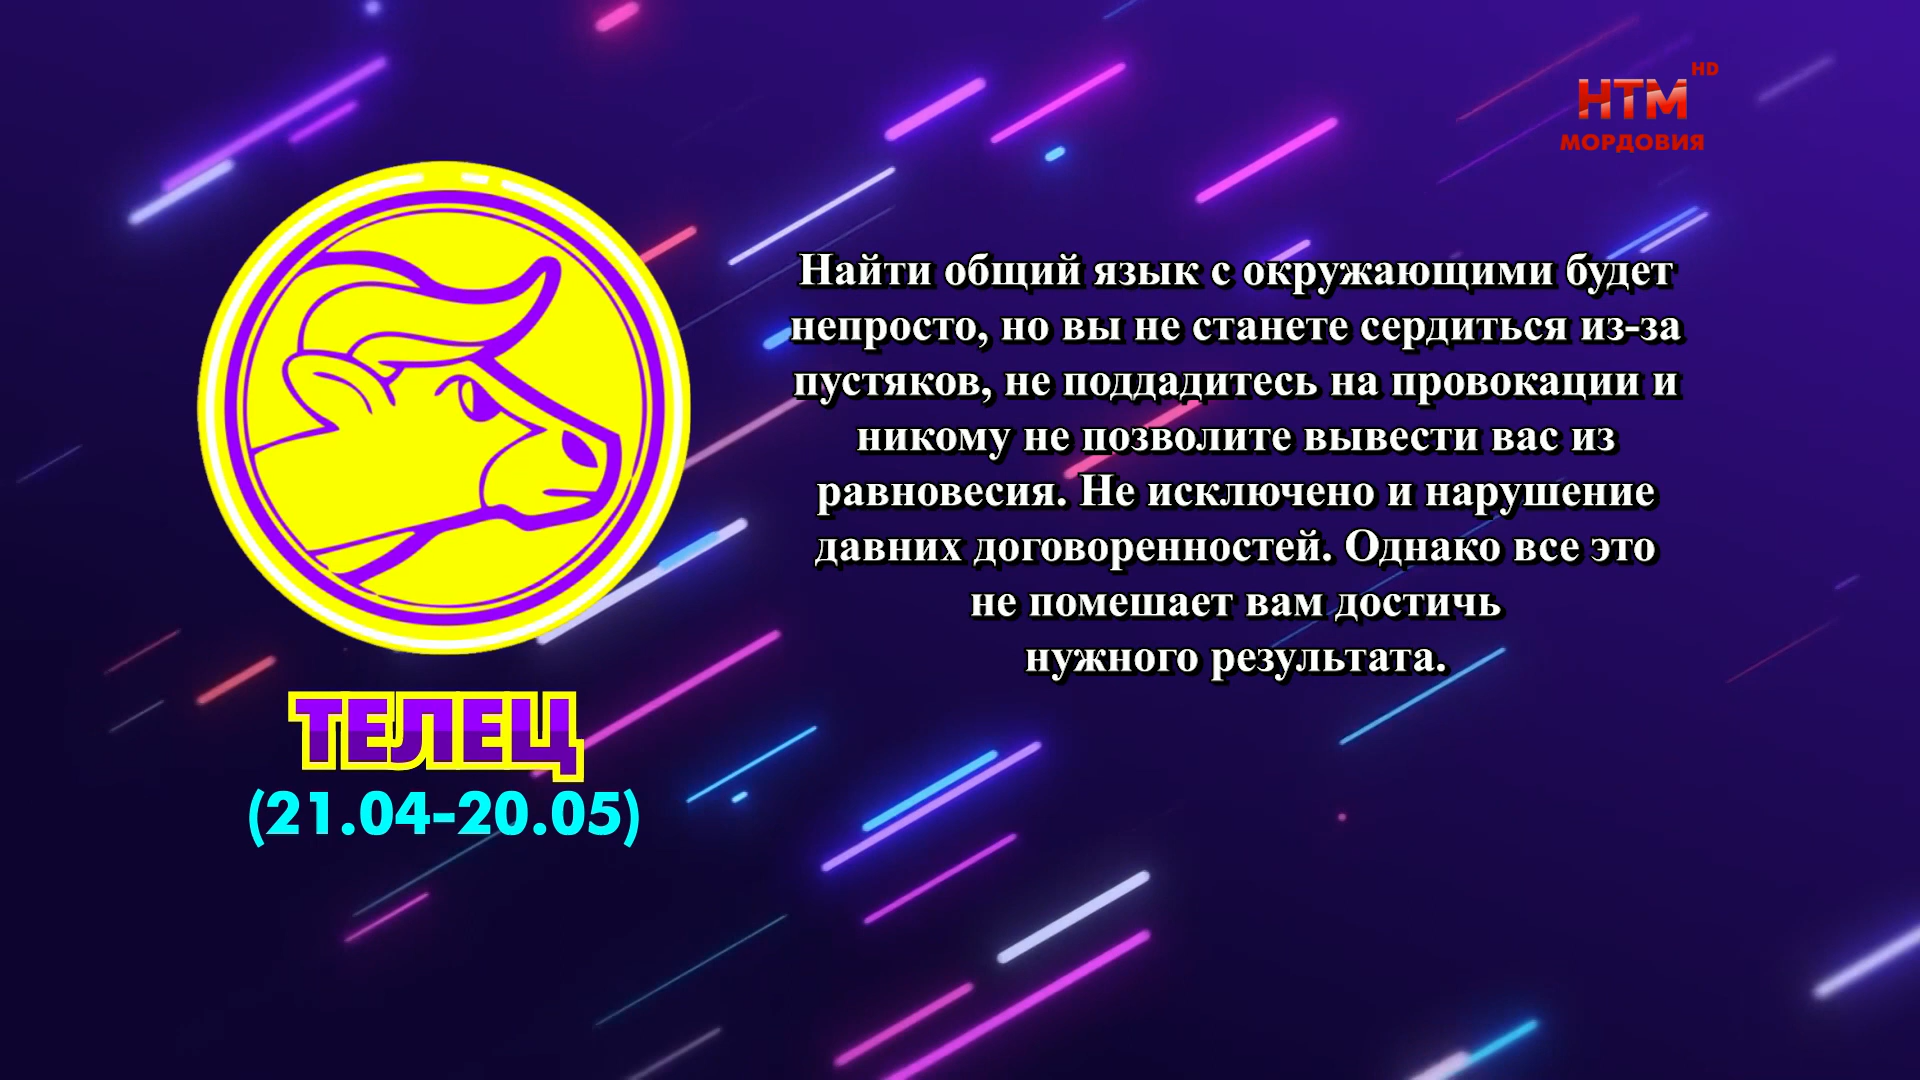 HD
НТМ
МОРДОВИЯ
Найти общий язык с окружающими будет
непросто, но вы не станете сердиться из-за
пустяков, не поддадитесь на провокации и
никому не позволите вывести вас из
равновесия. Не исключено и нарушение
давних договоренностей. Однако все это
не помешает вам достичь
нужного результата.
ТЕЛЕЦ
(21.04-20.05)